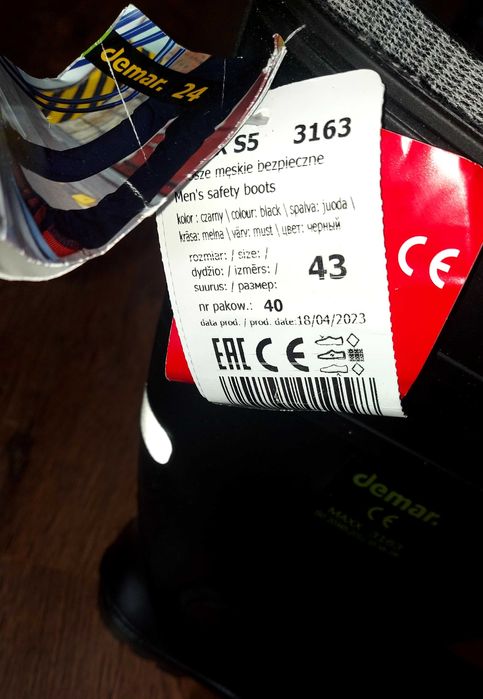 demar. 24
S5 3163
męskie bezpieczne
Men's safety boots
kolor : czarny \ colour: black \ spalva: juoda \
krāsa: melna \ värv: must \ цвет: черный
rozmiar: / size: /
dydžio: / izmērs: /
suurus: / размер:
43
nr pakow.: 40
data prod. / prod. date:18/04/2023
EAC CE
CE
demar.
CE
MAXX 3163